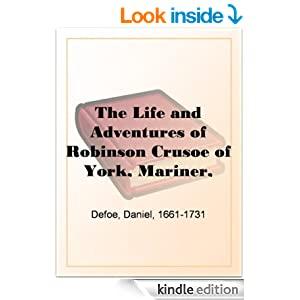 LOOK INSIDE!
The Life and
Adventures of
Robinson Crusoe of
York, Mariner,
Defoe, Daniel, 1661-1731
kindle edition